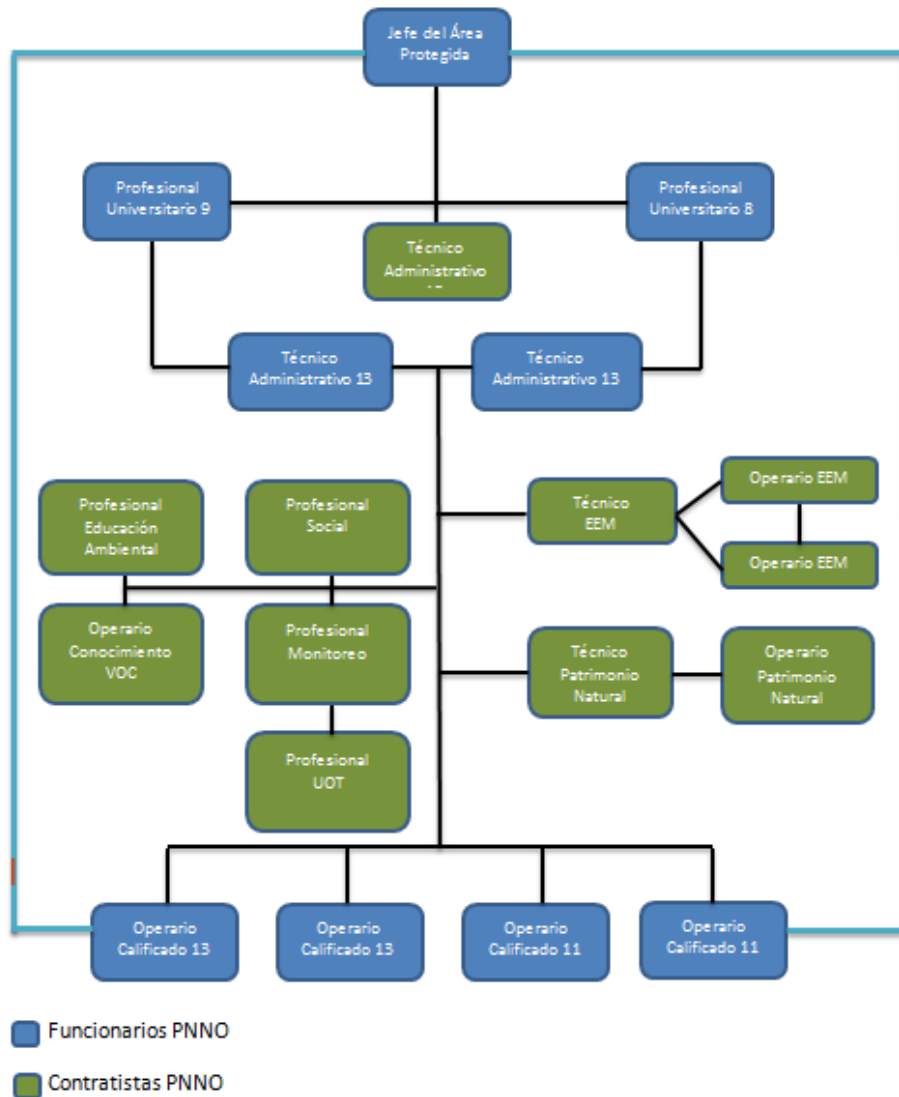 Jefe del Área
Protegida
Profesional
Universitario 9
Profesional
Universitario 8
Técnico
Administrativo
Técnico
Administrativo 13
Técnico
Administrativo 13
Profesional
Educación
Ambiental
Profesional
Social
Técnico
EEM
Operario EEM
Operario EEM
Operario
Conocimiento
VOC
Profesional
Monitoreo
Técnico
Patrimonio
Natural
Operario
Patrimonio
Natural
Profesional
UOT
Operario
Calificado 13
Operario
Calificado 13
Operario
Calificado 11
Operario
Calificado 11
Funcionarios PNNO
Contratistas PNNO